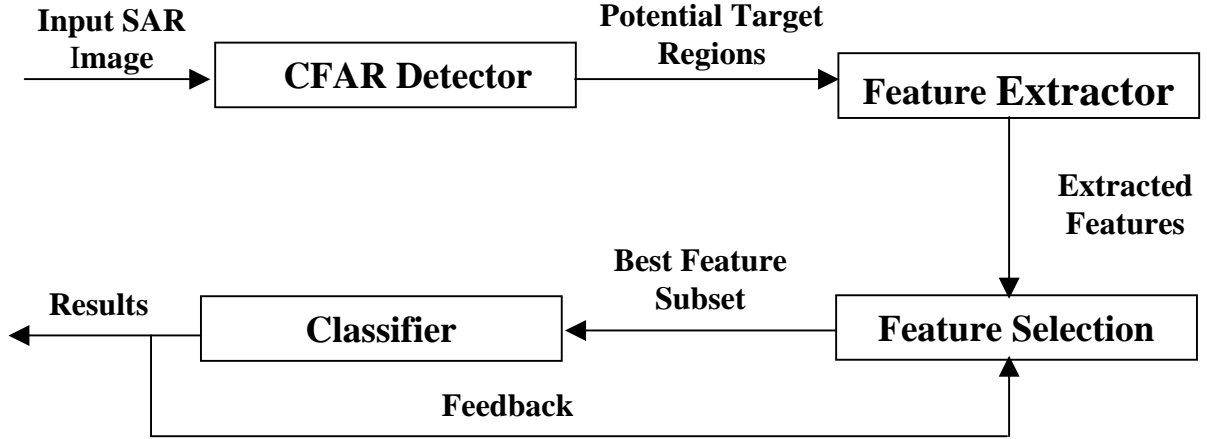 Input SAR
Image
CFAR Detector
Potential Target
Regions
Feature Extractor
Extracted
Features
Feature Selection
Best Feature
Subset
Classifier
Results
Feedback